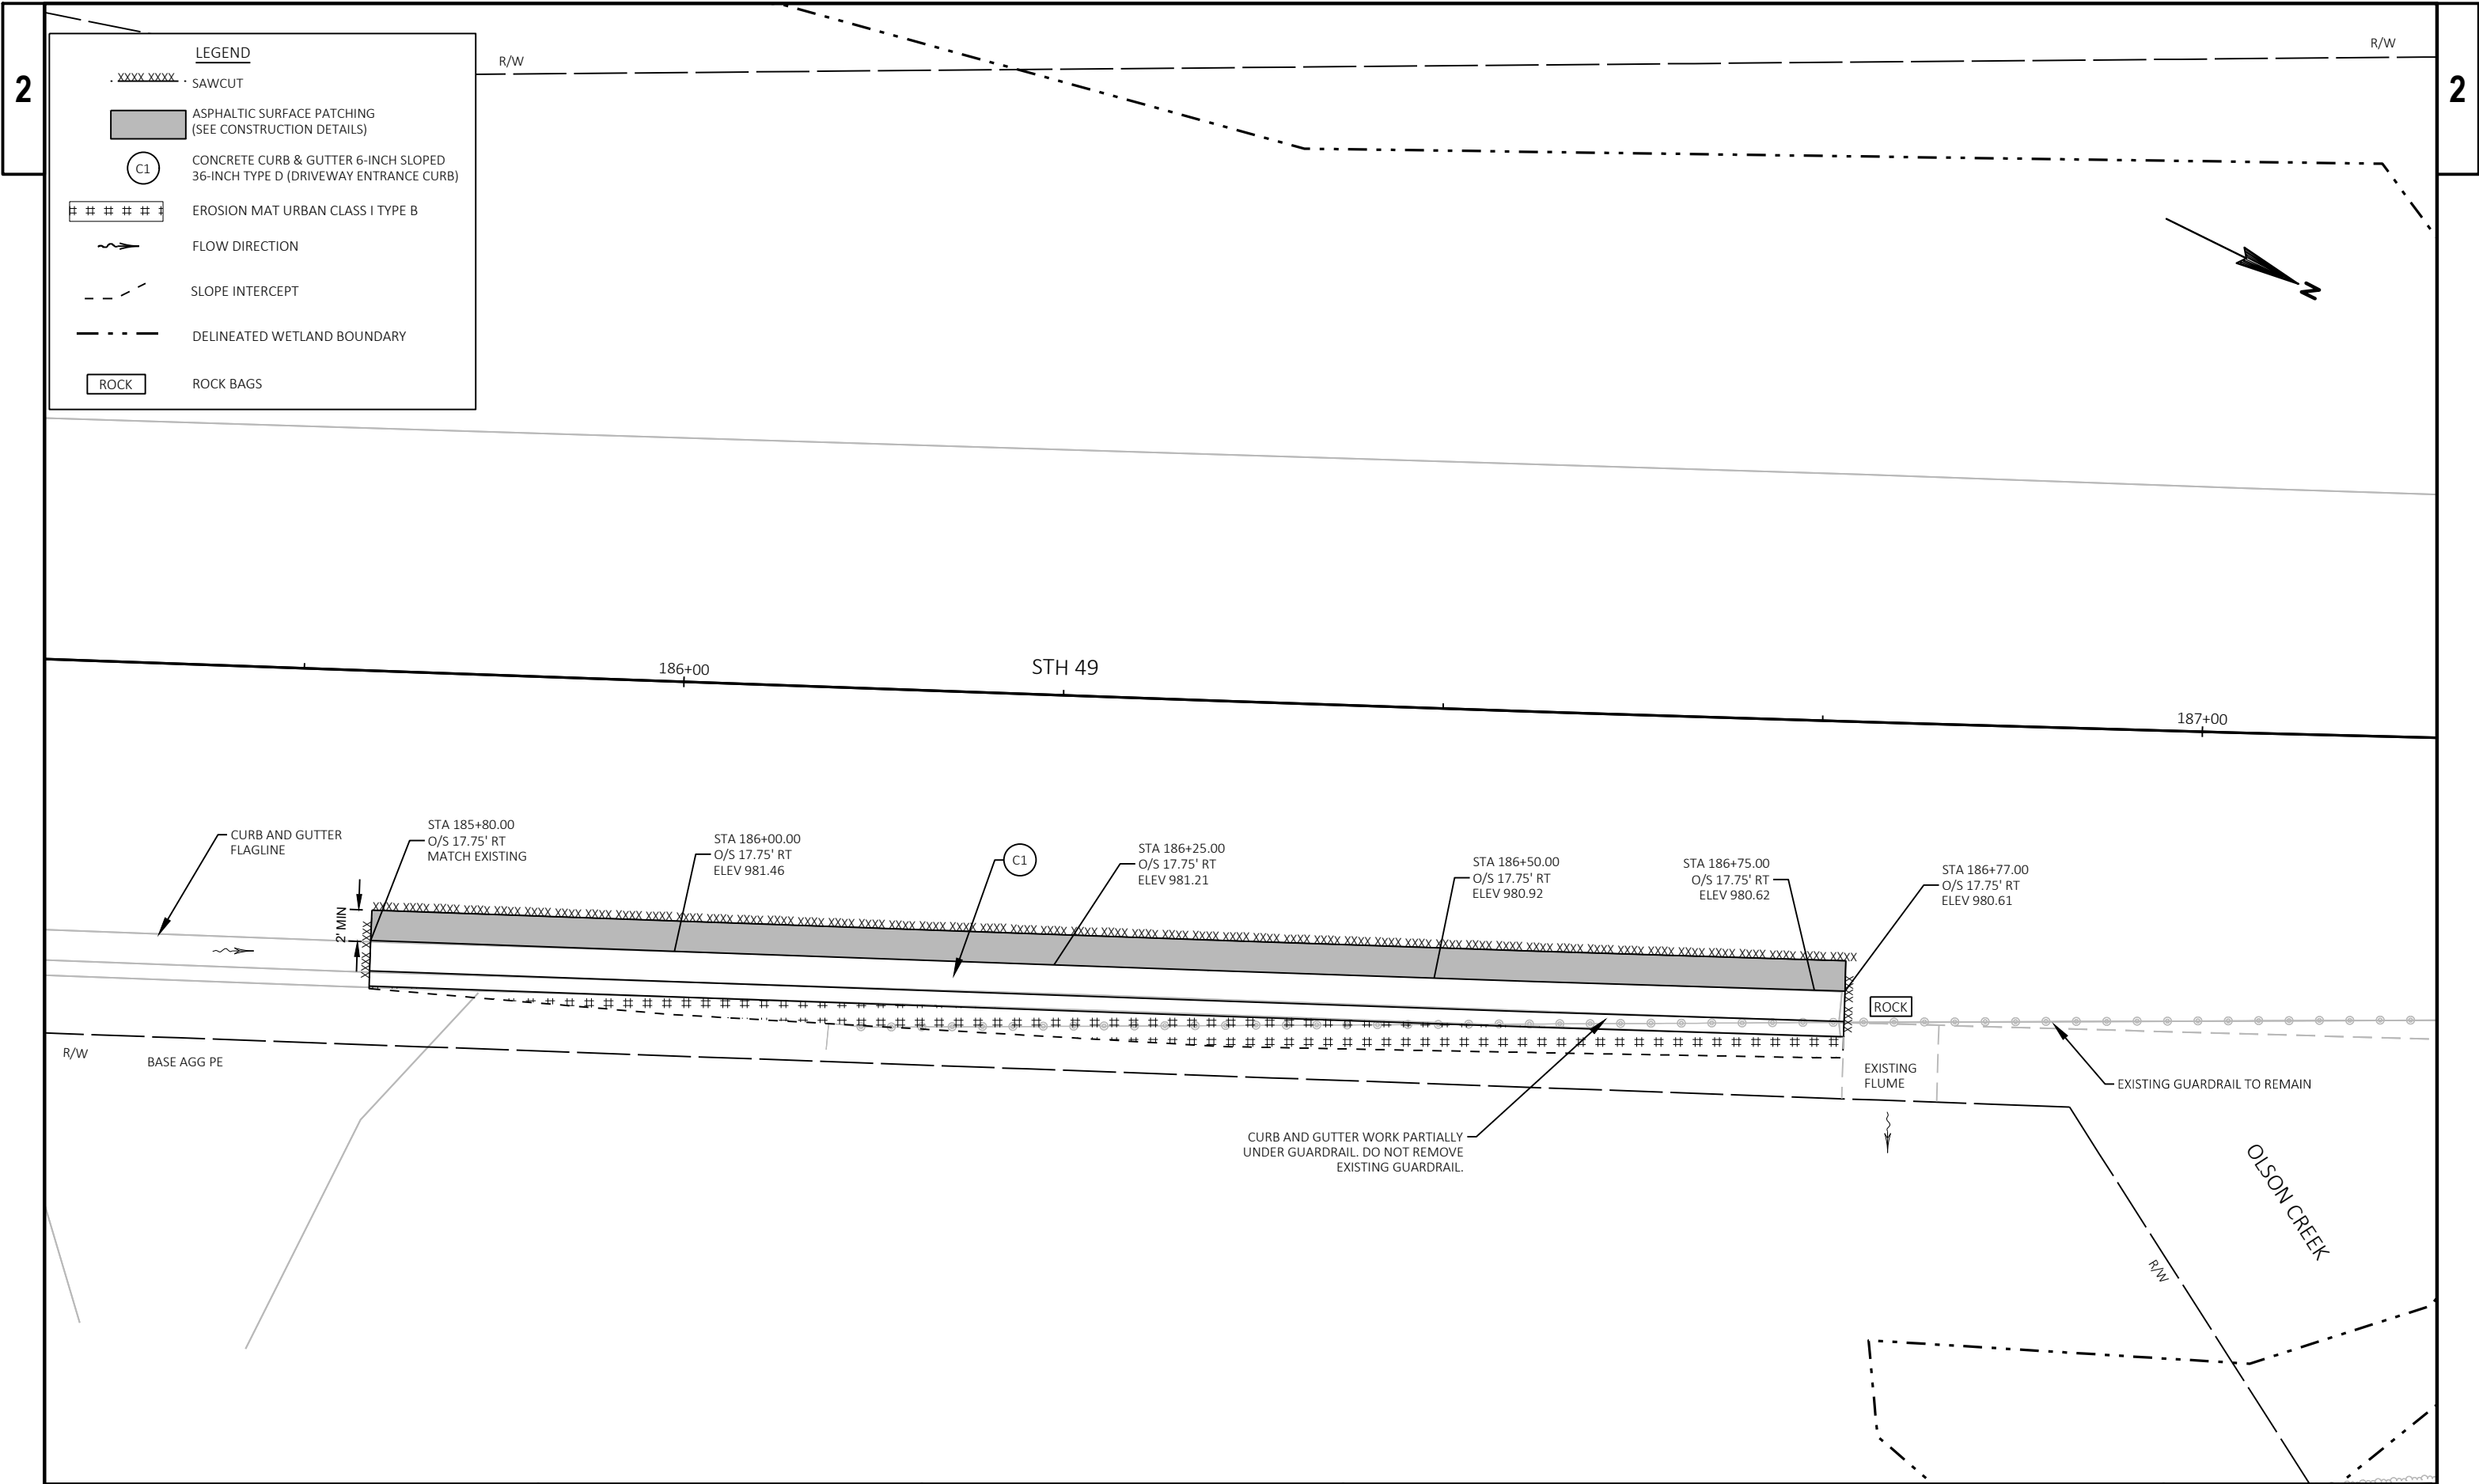 2
2
LEGEND
XXXX XXXX
SAWCUT
ASPHALTIC SURFACE PATCHING
(SEE CONSTRUCTION DETAILS)
C1
CONCRETE CURB & GUTTER 6-INCH SLOPED
36-INCH TYPE D (DRIVEWAY ENTRANCE CURB)
EROSION MAT URBAN CLASS I TYPE B
FLOW DIRECTION
SLOPE INTERCEPT
DELINEATED WETLAND BOUNDARY
ROCK
ROCK BAGS
R/W
R/W
N
186+00
STH 49
187+00
CURB AND GUTTER
FLAGLINE
STA 185+80.00
O/S 17.75' RT
MATCH EXISTING
STA 186+00.00
O/S 17.75' RT
ELEV 981.46
C1
STA 186+25.00
O/S 17.75' RT
ELEV 981.21
STA 186+50.00
O/S 17.75' RT
ELEV 980.92
STA 186+75.00
O/S 17.75' RT
ELEV 980.62
STA 186+77.00
O/S 17.75' RT
ELEV 980.61
2' MIN
ROCK
R/W
BASE AGG PE
EXISTING
FLUME
EXISTING GUARDRAIL TO REMAIN
CURB AND GUTTER WORK PARTIALLY
UNDER GUARDRAIL. DO NOT REMOVE
EXISTING GUARDRAIL.
OLSON CREEK
R/W